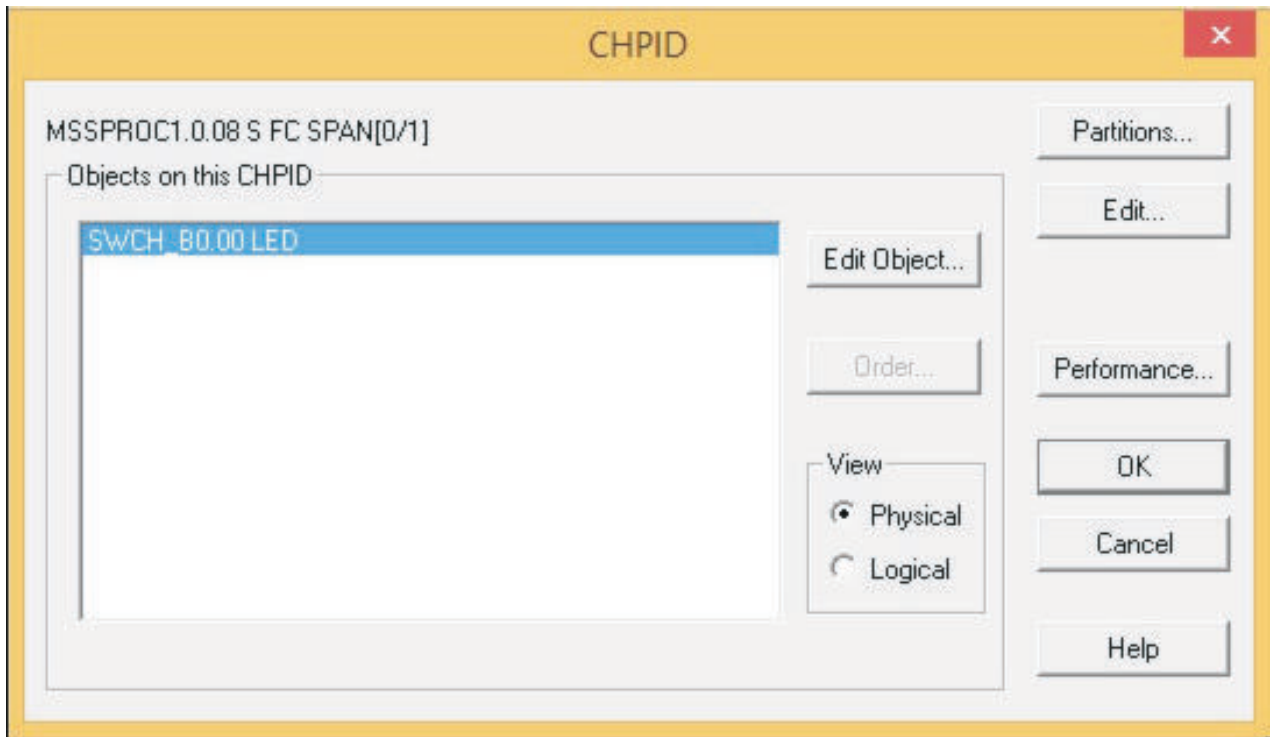 CHPID
MSSPROC1.0.08 S FC SPAN[0/1]
Objects on this CHPID
SWCH_B0.00 LED
Edit Object...
Order...
View
Physical
Logical
Partitions...
Edit...
Performance...
OK
Cancel
Help